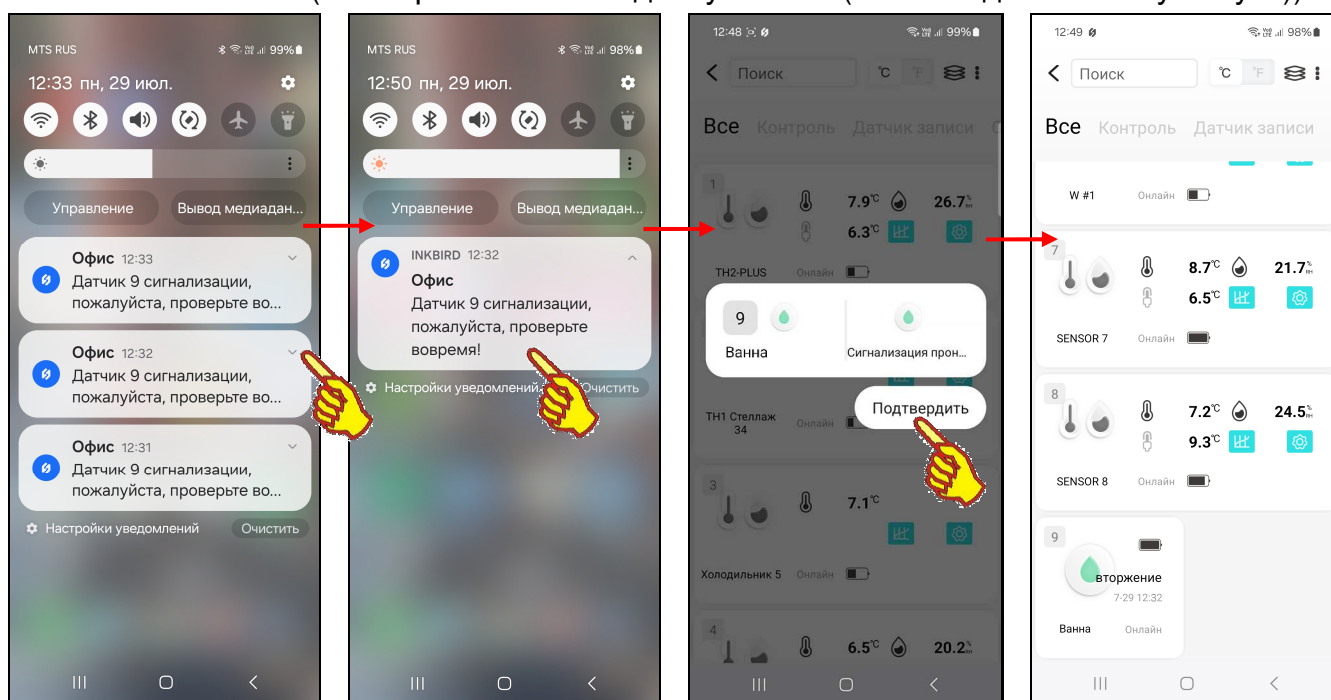 MTS RUS 99%
12:33 пн, 29 июл.
Управление Вывод медиадан...
Офис 12:33
Датчик 9 сигнализации,
пожалуйста, проверьте во...
Офис 12:32
Датчик 9 сигнализации,
пожалуйста, проверьте во...
Офис 12:31
Датчик 9 сигнализации,
пожалуйста, проверьте во...
Настройки уведомлений Очистить
MTS RUS 98%
12:50 пн, 29 июл.
Управление Вывод медиадан...
INKBIRD 12:32
Офис
Датчик 9 сигнализации,
пожалуйста, проверьте
вовремя!
Настройки уведомлений Очистить
12:48 99%
Поиск °C °F
Все Контроль Датчик записи
1
7.9°C 26.7%
6.3°C
TH2-PLUS Онлайн
9
Ванна Сигнализация прон...
Подтвердить
TH1 Стеллаж
34 Онлайн
3
7.1°C
Холодильник 5 Онлайн
4
6.5°C 20.2%
12:49 98%
Поиск °C °F
Все Контроль Датчик записи
W #1 Онлайн
7
8.7°C 21.7%
6.5°C
SENSOR 7 Онлайн
8
7.2°C 24.5%
9.3°C
SENSOR 8 Онлайн
9
вторжение
7-29 12:32
Ванна Онлайн